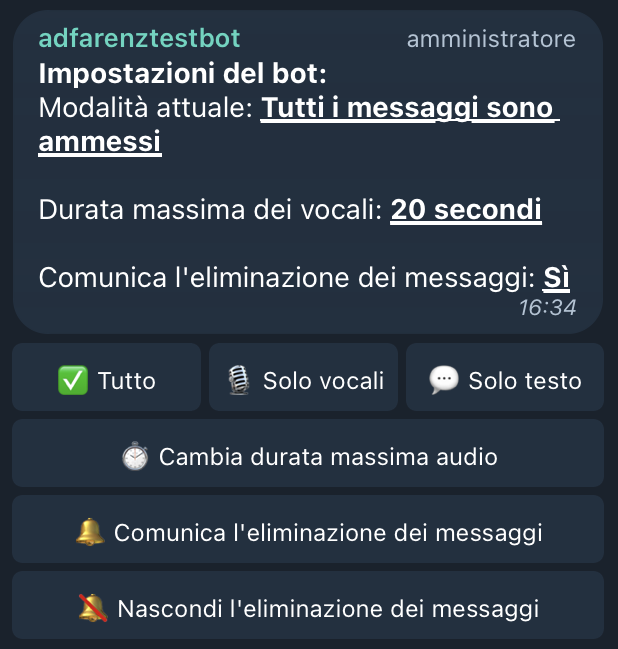 adfarenztestbot amministratore
Impostazioni del bot:
Modalità attuale: Tutti i messaggi sono
ammessi
Durata massima dei vocali: 20 secondi
Comunica l'eliminazione dei messaggi: Sì
16:34
✅ Tutto
🎙 Solo vocali
💬 Solo testo
⏱ Cambia durata massima audio
🔔 Comunica l'eliminazione dei messaggi
🔕 Nascondi l'eliminazione dei messaggi